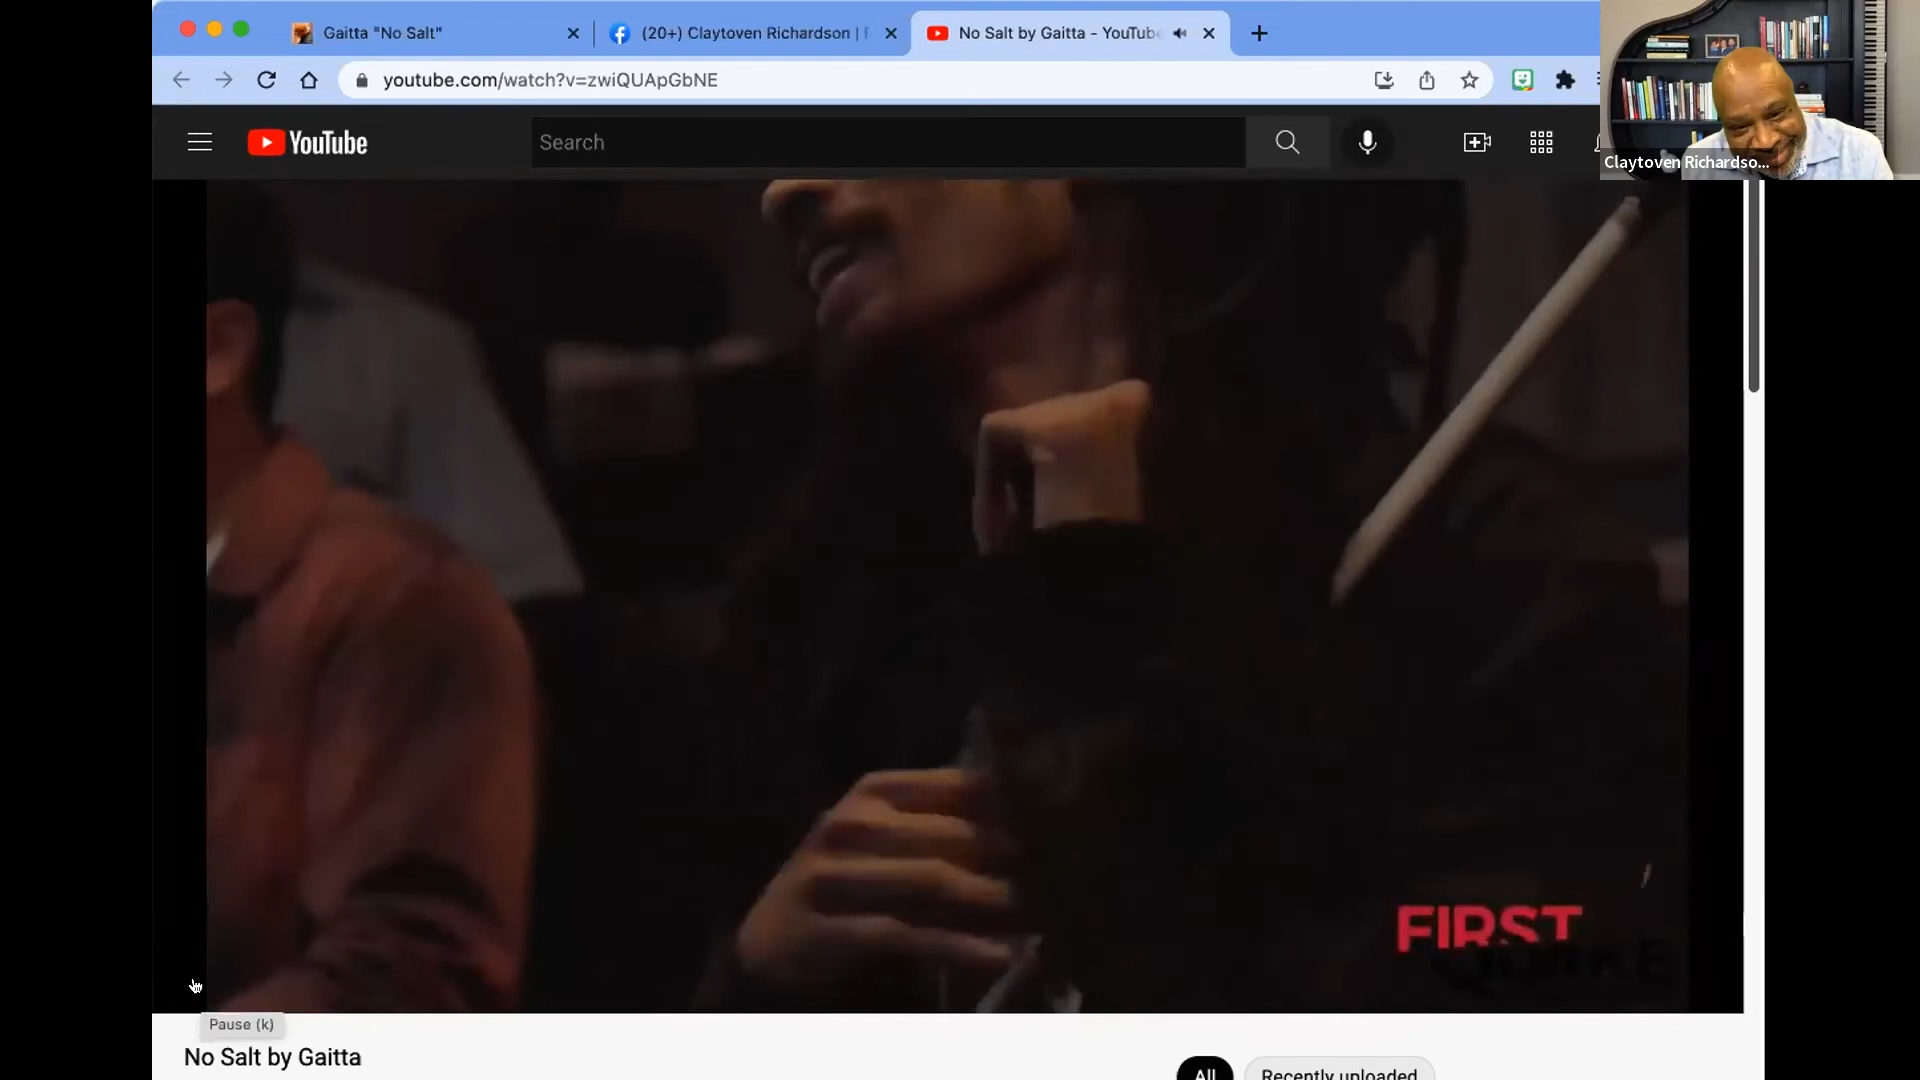 Gaitta "No Salt"
(20+) Claytoven Richardson |
No Salt by Gaitta - YouTube
youtube.com/watch?v=zwiQUApGbNE
YouTube
Search
Claytoven Richardso...
FIRST
Pause (k)
No Salt by Gaitta
All
Recently uploaded